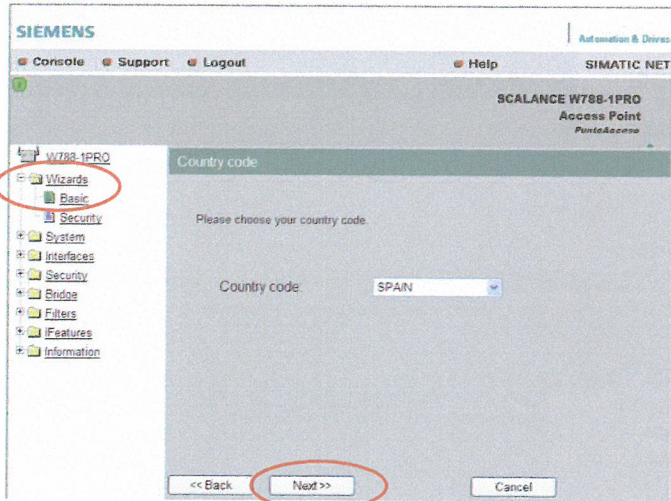 SIEMENS
Automation & Drives
Console Support Logout Help SIMATIC NET
SCALANCE W788-1PRO
Access Point
PuntoAcceso
W788-1PRO
Wizards
Basic
Security
System
Interfaces
Security
Bridge
Filters
IFeatures
Information
Country code
Please choose your country code.
Country code: SPAIN
<< Back Next >> Cancel